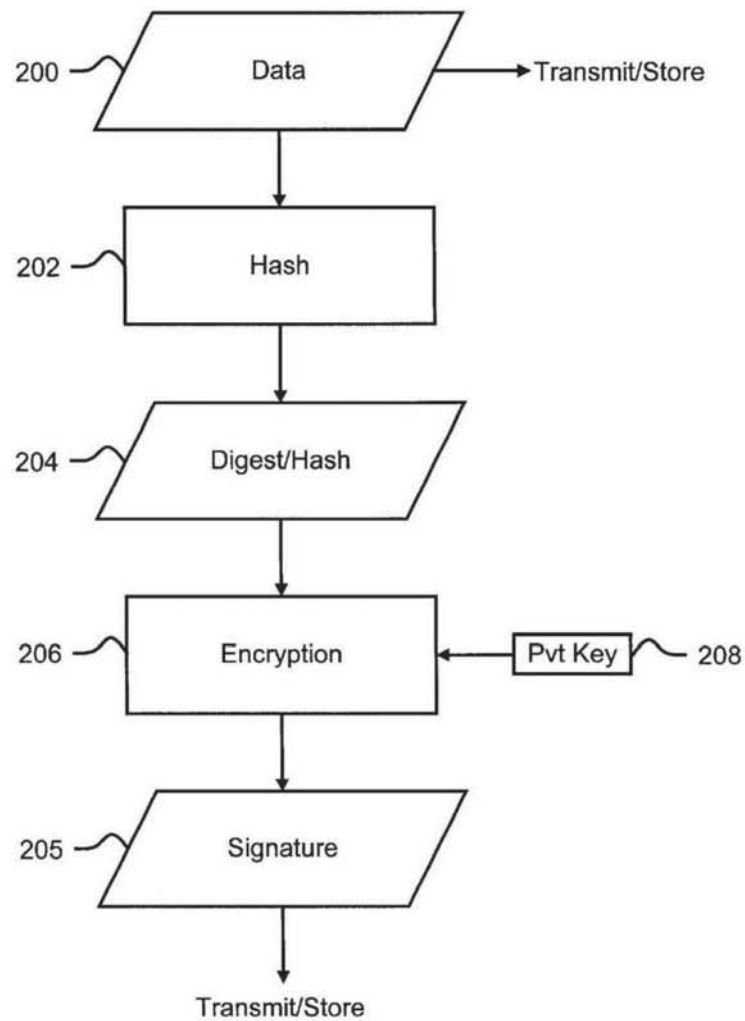 200
Data
Transmit/Store
202
Hash
204
Digest/Hash
206
Encryption
Pvt Key
208
205
Signature
Transmit/Store